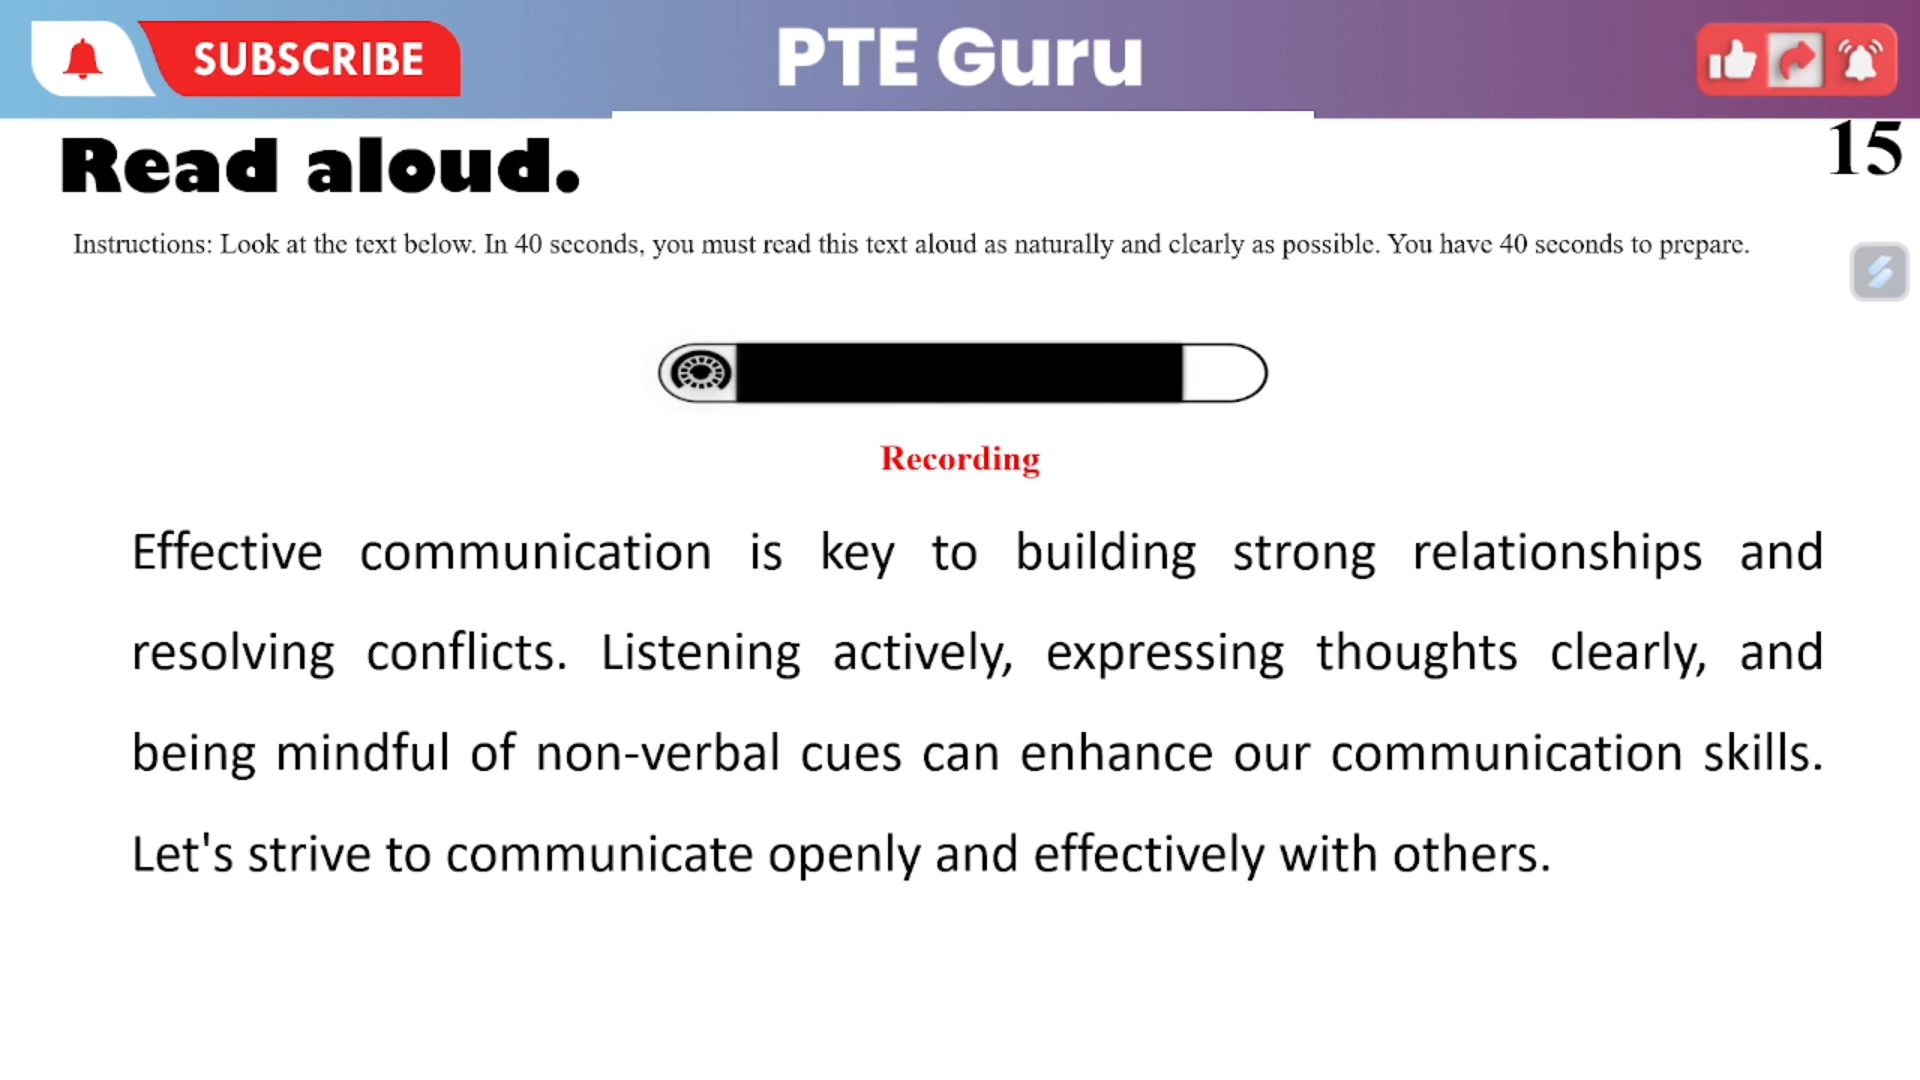 SUBSCRIBE
PTE Guru
Read aloud.
15
Instructions: Look at the text below. In 40 seconds, you must read this text aloud as naturally and clearly as possible. You have 40 seconds to prepare.
Recording
Effective communication is key to building strong relationships and
resolving conflicts. Listening actively, expressing thoughts clearly, and
being mindful of non-verbal cues can enhance our communication skills.
Let's strive to communicate openly and effectively with others.